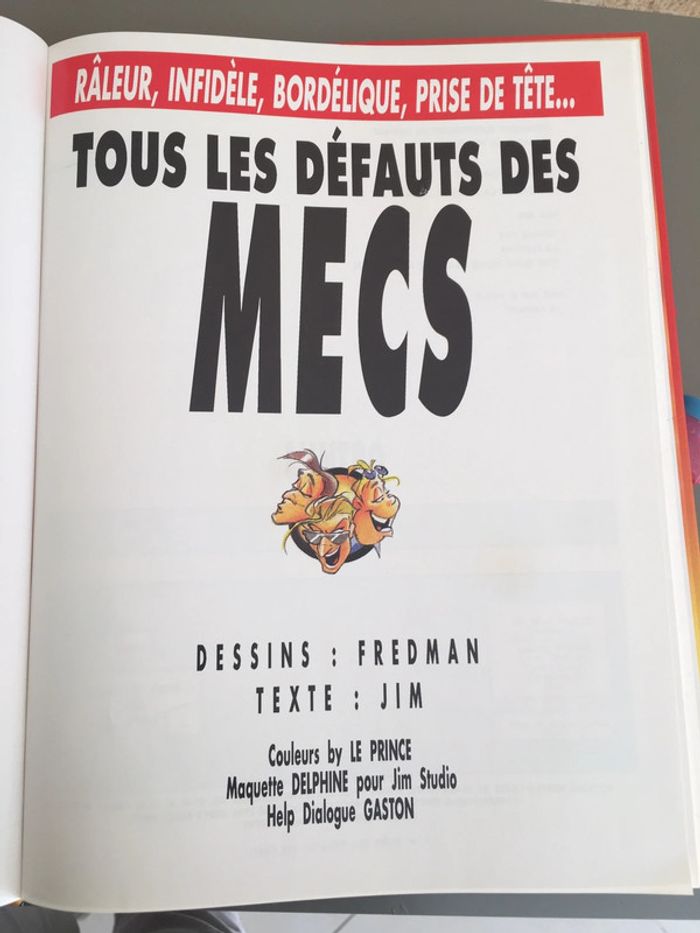 RÂLEUR, INFIDÈLE, BORDÉLIQUE, PRISE DE TÊTE...
TOUS LES DÉFAUTS DES
MECS
DESSINS : FREDMAN
TEXTE : JIM
Couleurs by LE PRINCE
Maquette DELPHINE pour Jim Studio
Help Dialogue GASTON